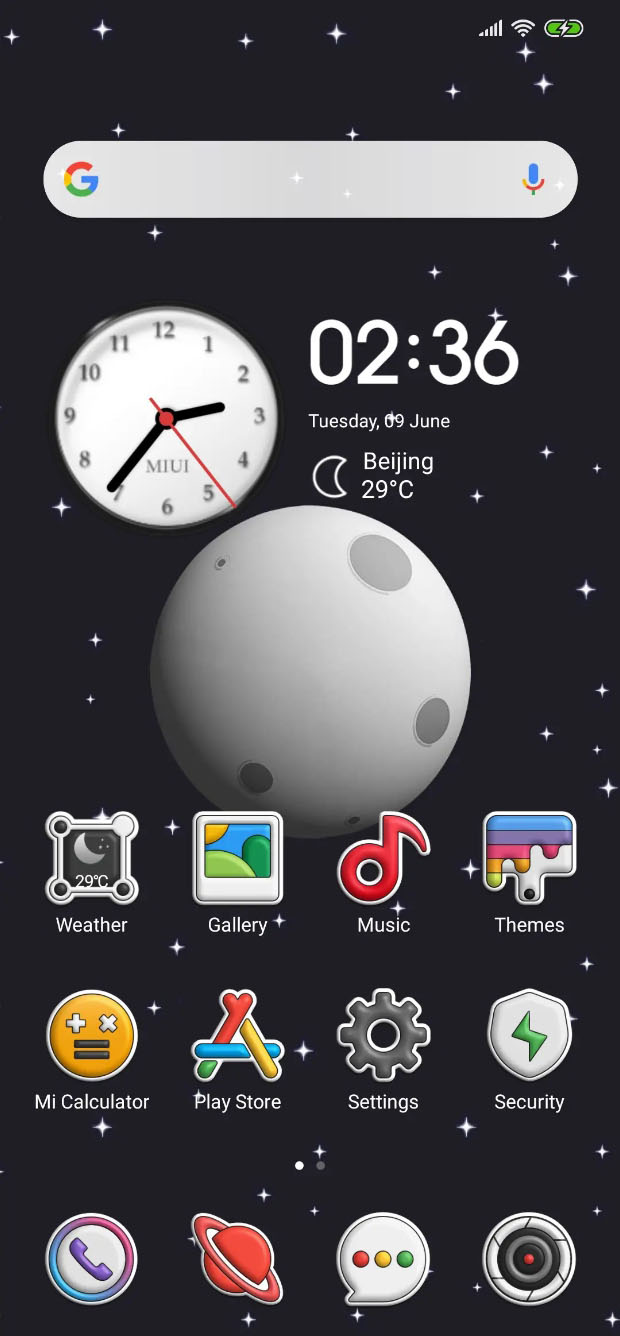 02:36
Tuesday, 09 June
Beijing
29°C
12
11
1
10
2
9
3
8
4
MIUI
7
5
6
29℃
Weather
Gallery
Music
Themes
Mi Calculator
Play Store
Settings
Security